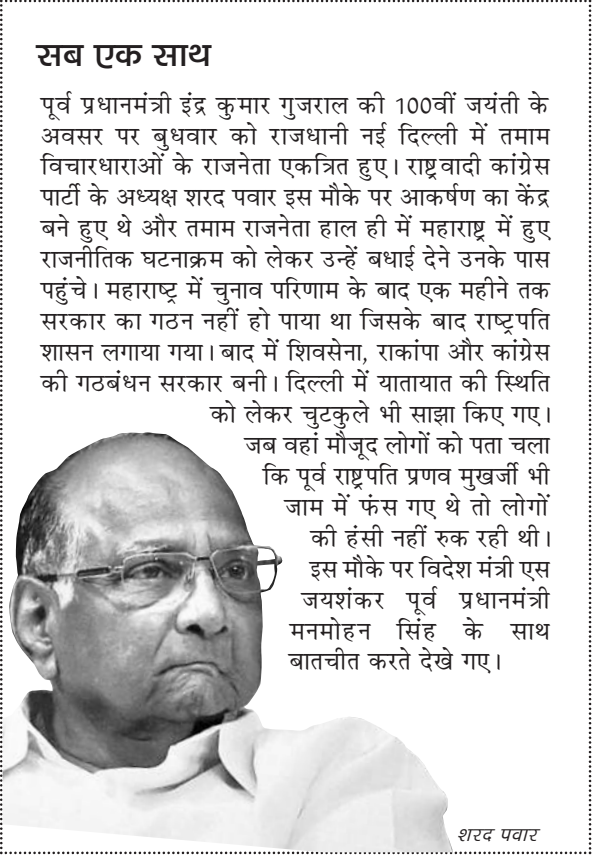 सब एक साथ
पूर्व प्रधानमंत्री इंद्र कुमार गुजराल की 100वीं जयंती के
अवसर पर बुधवार को राजधानी नई दिल्ली में तमाम
विचारधाराओं के राजनेता एकत्रित हुए। राष्ट्रवादी कांग्रेस
पार्टी के अध्यक्ष शरद पवार इस मौके पर आकर्षण का केंद्र
बने हुए थे और तमाम राजनेता हाल ही में महाराष्ट्र में हुए
राजनीतिक घटनाक्रम को लेकर उन्हें बधाई देने उनके पास
पहुंचे। महाराष्ट्र में चुनाव परिणाम के बाद एक महीने तक
सरकार का गठन नहीं हो पाया था जिसके बाद राष्ट्रपति
शासन लगाया गया। बाद में शिवसेना, राकांपा और कांग्रेस
की गठबंधन सरकार बनी। दिल्ली में यातायात की स्थिति
को लेकर चुटकुले भी साझा किए गए।
जब वहां मौजूद लोगों को पता चला
कि पूर्व राष्ट्रपति प्रणव मुखर्जी भी
जाम में फंस गए थे तो लोगों
की हंसी नहीं रुक रही थी।
इस मौके पर विदेश मंत्री एस
जयशंकर पूर्व प्रधानमंत्री
मनमोहन सिंह के साथ
बातचीत करते देखे गए।
शरद पवार